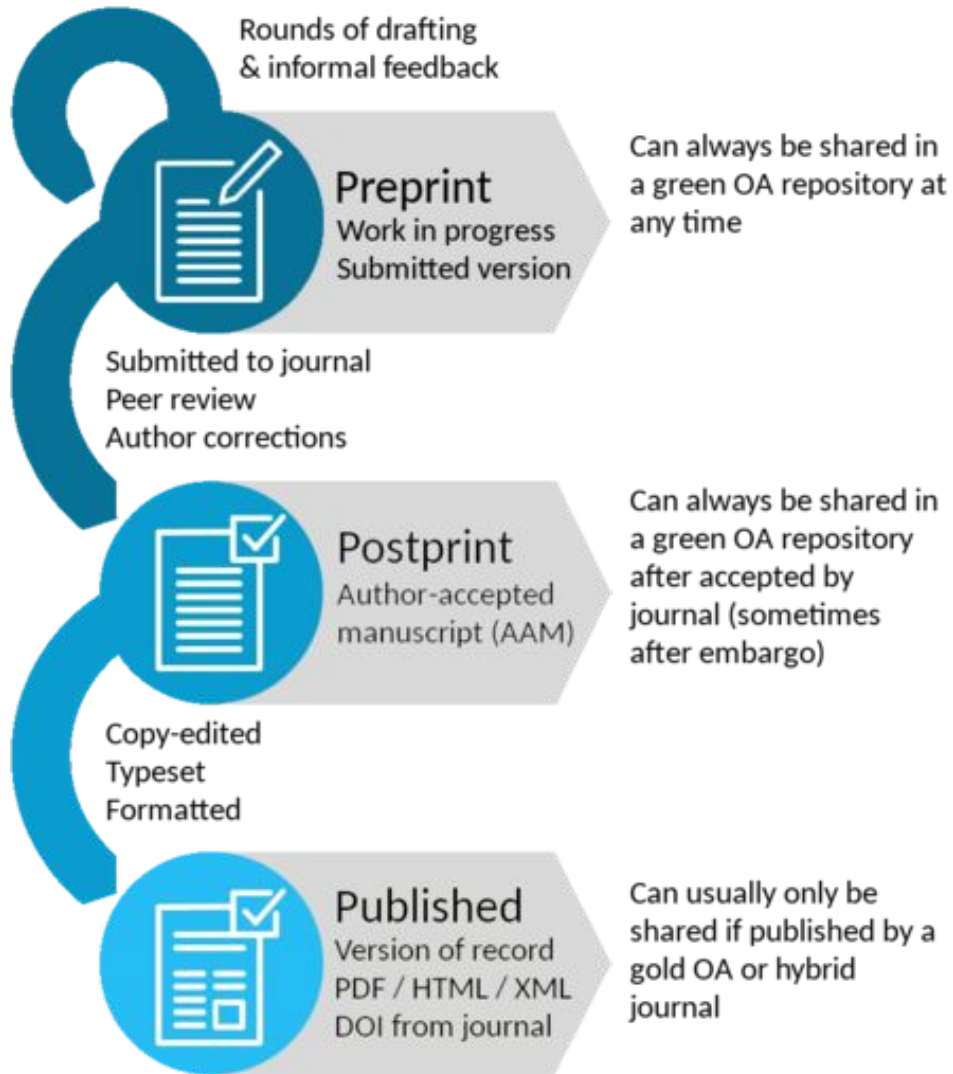 Rounds of drafting
& informal feedback
Preprint
Work in progress
Submitted version
Can always be shared in
a green OA repository at
any time
Submitted to journal
Peer review
Author corrections
Postprint
Author-accepted
manuscript (AAM)
Can always be shared in
a green OA repository
after accepted by
journal (sometimes
after embargo)
Copy-edited
Typeset
Formatted
Published
Version of record
PDF / HTML / XML
DOI from journal
Can usually only be
shared if published by a
gold OA or hybrid
journal